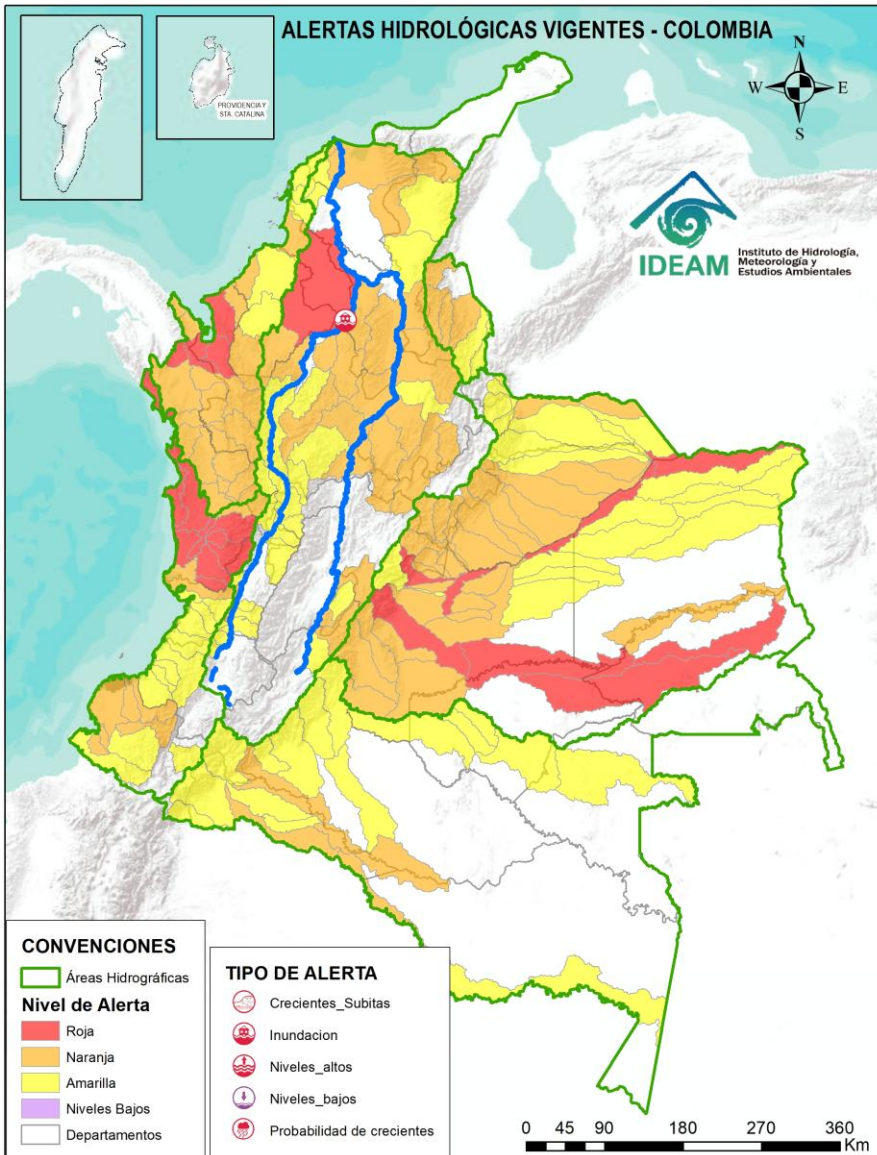 ALERTAS HIDROLÓGICAS VIGENTES - COLOMBIA
PROVIDENCIA Y
STA. CATALINA
N
W
E
S
IDEAM
Instituto de Hidrología,
Meteorología y
Estudios Ambientales
CONVENCIONES
Áreas Hidrográficas
Nivel de Alerta
Roja
Naranja
Amarilla
Niveles Bajos
Departamentos
TIPO DE ALERTA
Crecientes_Subitas
Inundacion
Niveles_altos
Niveles_bajos
Probabilidad de crecientes
0 45 90 180 270 360
Km